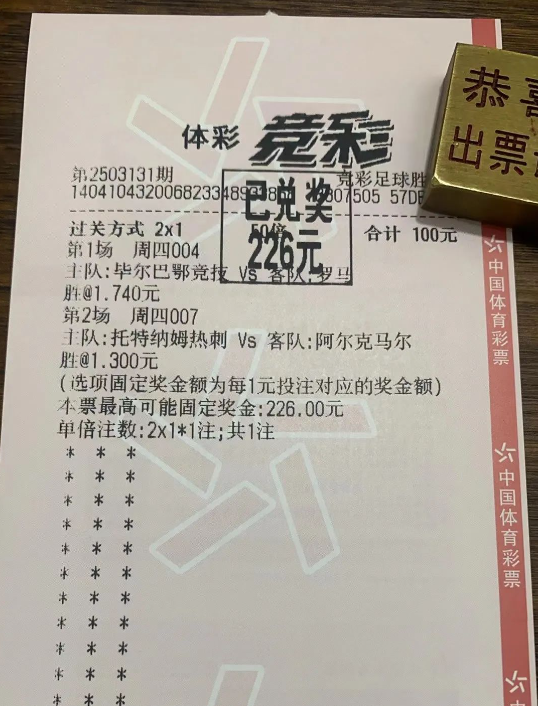 体彩 竞彩
第2503131期 竞彩足球胜
过关方式 2x1 50倍 合计 100元
已兑奖
226元
第1场 周四004
主队:毕尔巴鄂竞技 Vs 客队:罗马
胜@1.740元
第2场 周四007
主队:托特纳姆热刺 Vs 客队:阿尔克马尔
胜@1.300元
(选项固定奖金额为每1元投注对应的奖金额)
本票最高可能固定奖金:226.00元
单倍注数:2x1*1注;共1注
* * *
* * *
* * *
* * *
* * *
* * *
* * *
* * *
* * *
* * *
* * *
恭
出票
中国体育彩票
中国体育彩票
中